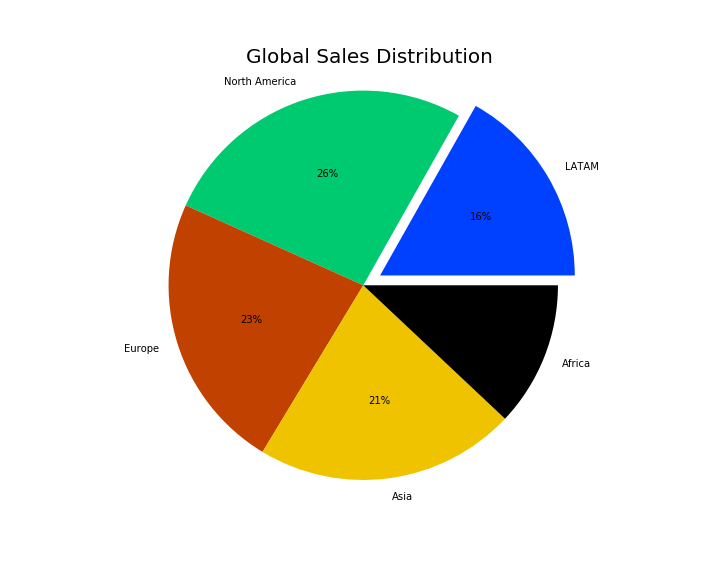 Global Sales Distribution
North America
LATAM
26%
16%
23%
Europe
Africa
21%
Asia